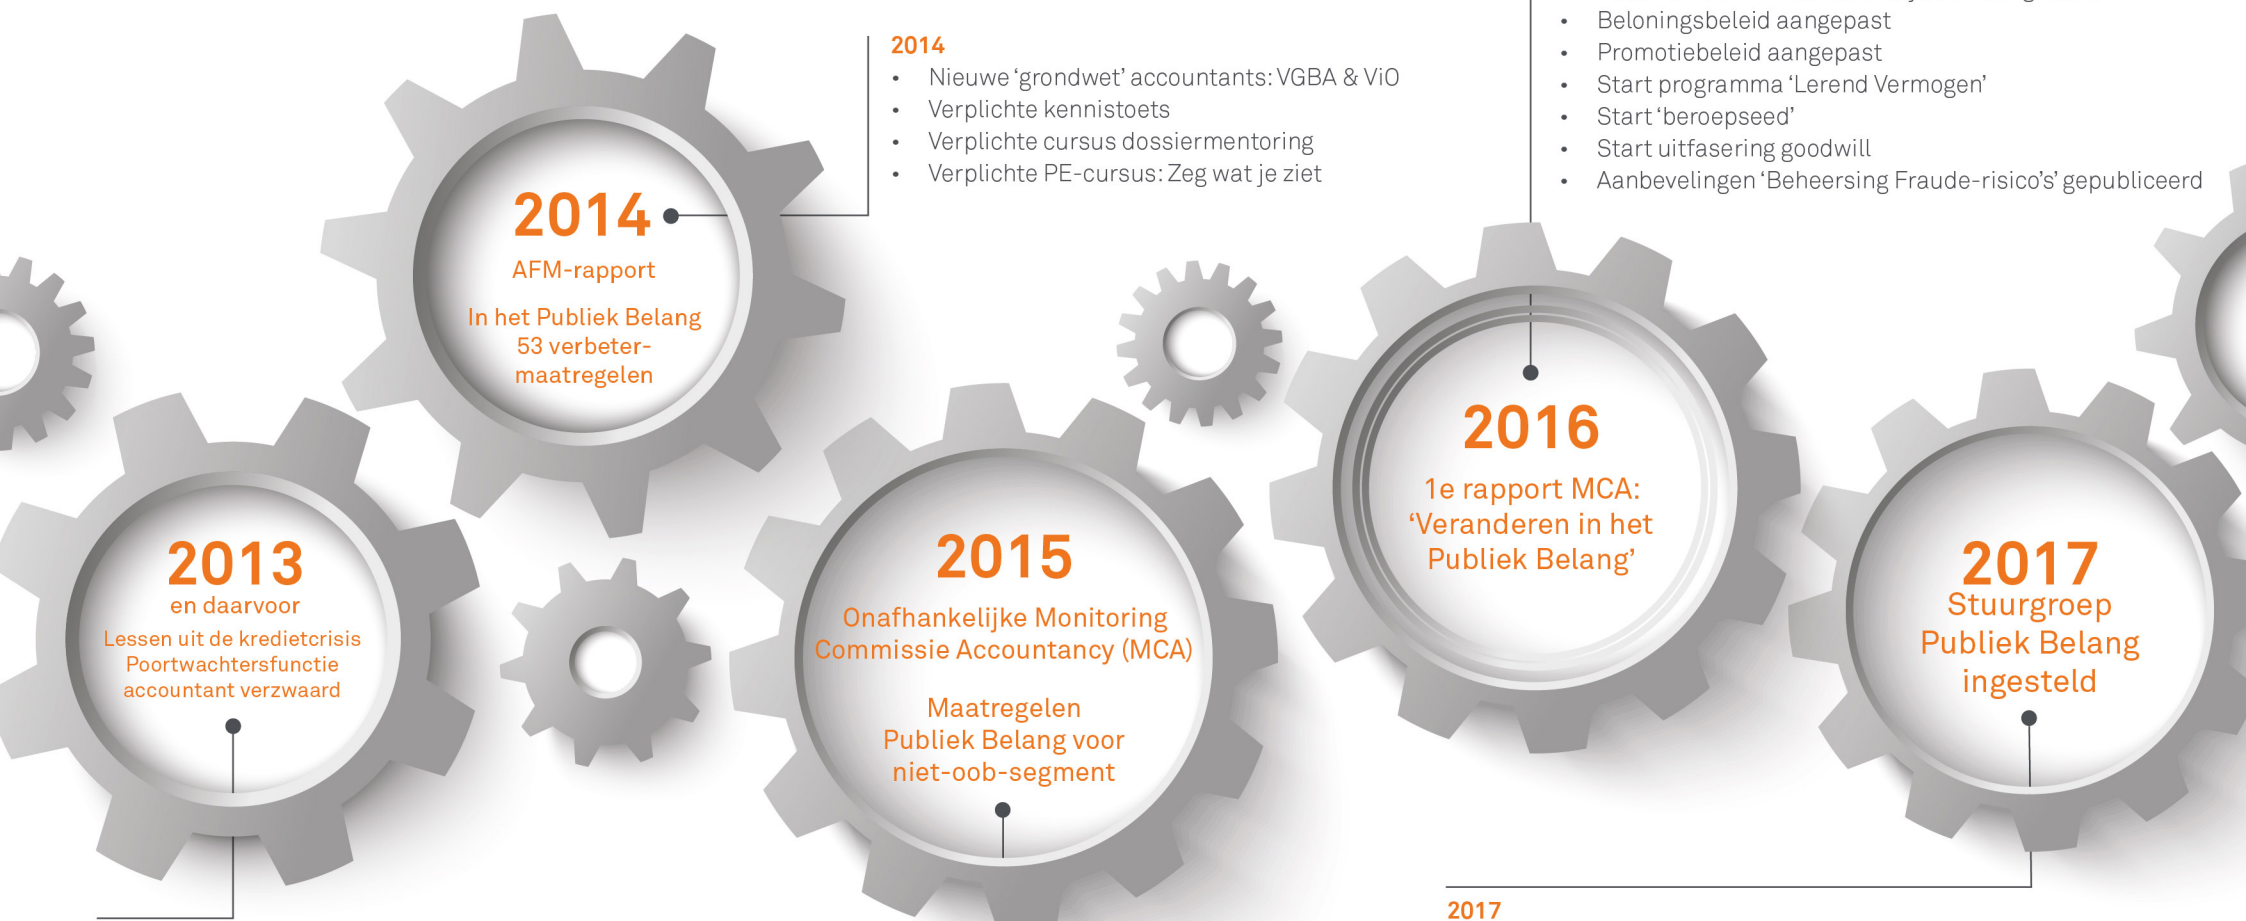 2014
• Nieuwe ‘grondwet’ accountants: VGBA & ViO
• Verplichte kennistoets
• Verplichte cursus dossiermentoring
• Verplichte PE-cursus: Zeg wat je ziet
• Beloningsbeleid aangepast
• Promotiebeleid aangepast
• Start programma ‘Lerend Vermogen’
• Start ‘beroepseed’
• Start uitfasering goodwill
• Aanbevelingen ‘Beheersing Fraude-risico’s’ gepubliceerd
2014
AFM-rapport
In het Publiek Belang
53 verbeter-
maatregelen
2013
en daarvoor
Lessen uit de kredietcrisis
Poortwachtersfunctie
accountant verzwaard
2015
Onafhankelijke Monitoring
Commissie Accountancy (MCA)
Maatregelen
Publiek Belang voor
niet-oob-segment
2016
1e rapport MCA:
‘Veranderen in het
Publiek Belang’
2017
Stuurgroep
Publiek Belang
ingesteld
2017